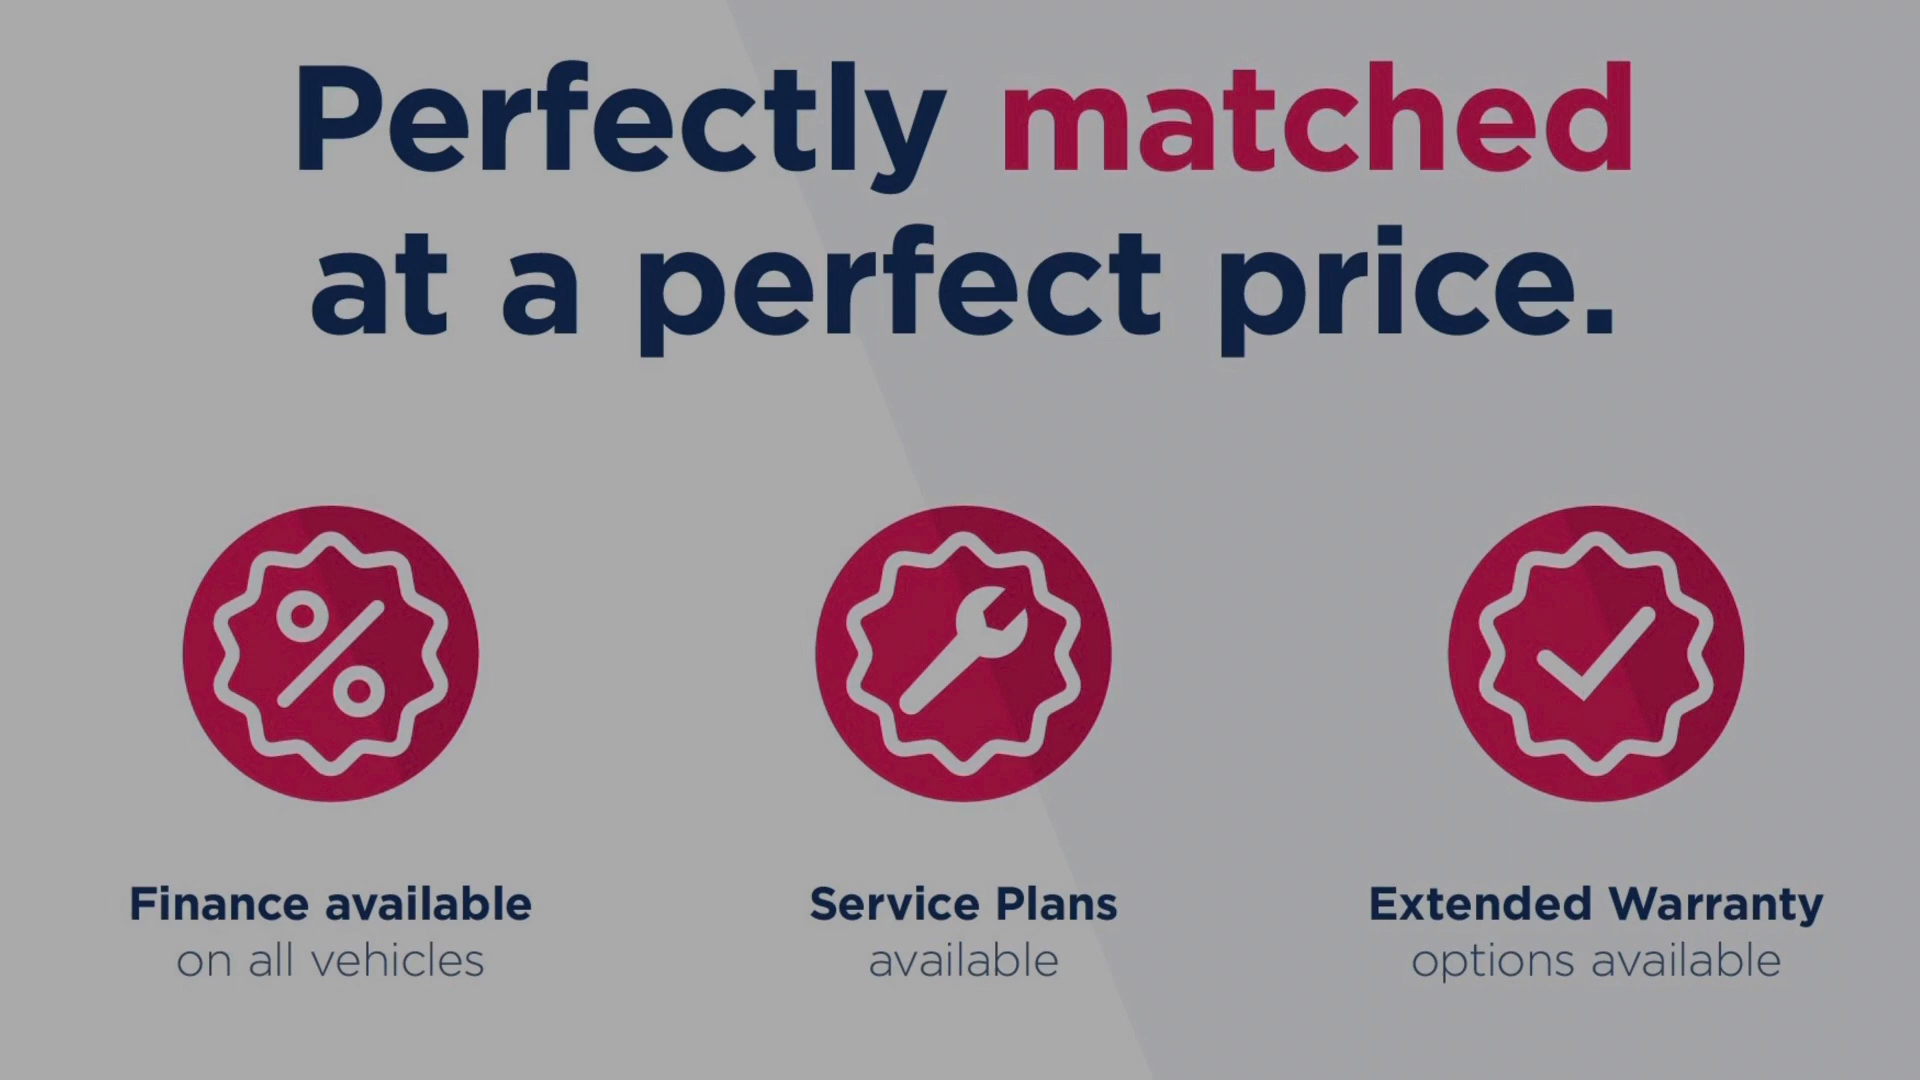 Perfectly matched
at a perfect price.
Finance available
on all vehicles
Service Plans
available
Extended Warranty
options available